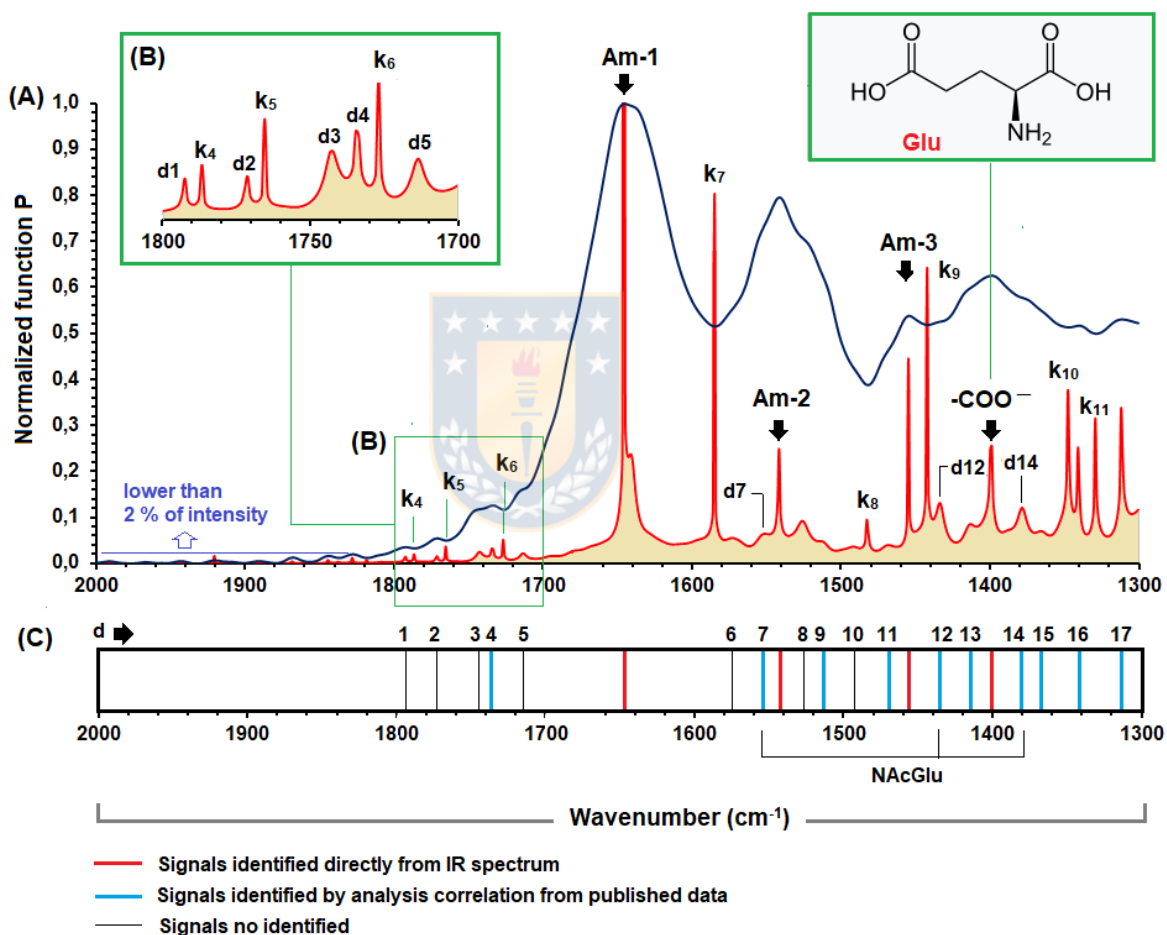 (B)
k₆
k₅
d3
d4
d1
k₄
d2
d5
1800
1750
1700
Am-1
O
O
HO
OH
NH₂
Glu
(A)
Normalized function P
1,0
0,9
0,8
0,7
0,6
0,5
0,4
0,3
0,2
0,1
0,0
k₇
Am-2
Am-3
k₉
k₁₀
-COO⁻
k₁₁
(B)
k₄
k₅
k₆
d7
k₈
d12
d14
lower than
2 % of intensity
2000
1900
1800
1700
1600
1500
1400
1300
(C)
d
1 2 3 4 5 6 7 8 9 10 11 12 13 14 15 16 17
2000
1900
1800
1700
1600
1500
1400
1300
NAcGlu
Wavenumber (cm⁻¹)
Signals identified directly from IR spectrum
Signals identified by analysis correlation from published data
Signals no identified